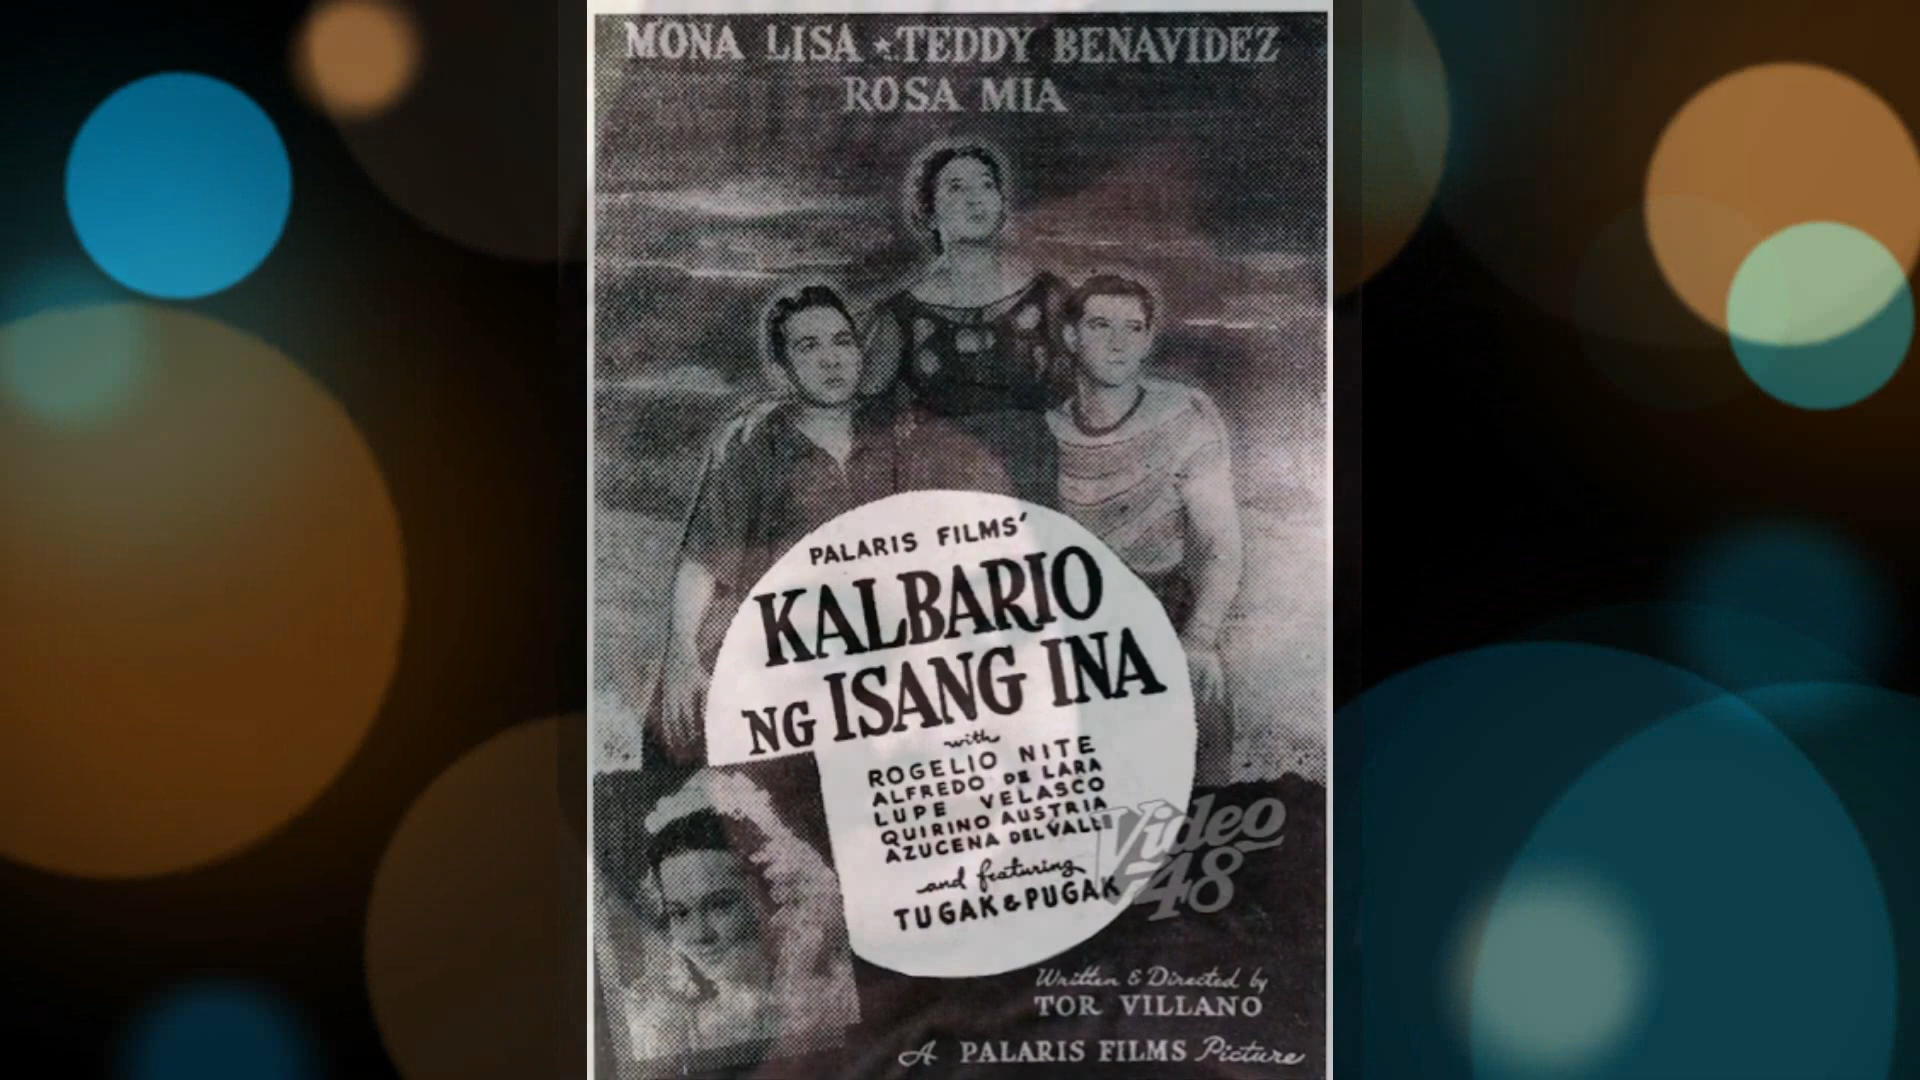 MONA LISA ★ TEDDY BENAVIDEZ
ROSA MIA
PALARIS FILMS'
KALBARIO
NG ISANG INA
with
ROGELIO NITE
ALFREDO DE LARA
LUPE VELASCO
QUIRINO AUSTRIA
AZUCENA DEL VALLE
and featuring
TUGAK & PUGAK
Video
48
Written & Directed by
TOR VILLANO
A PALARIS FILMS Picture